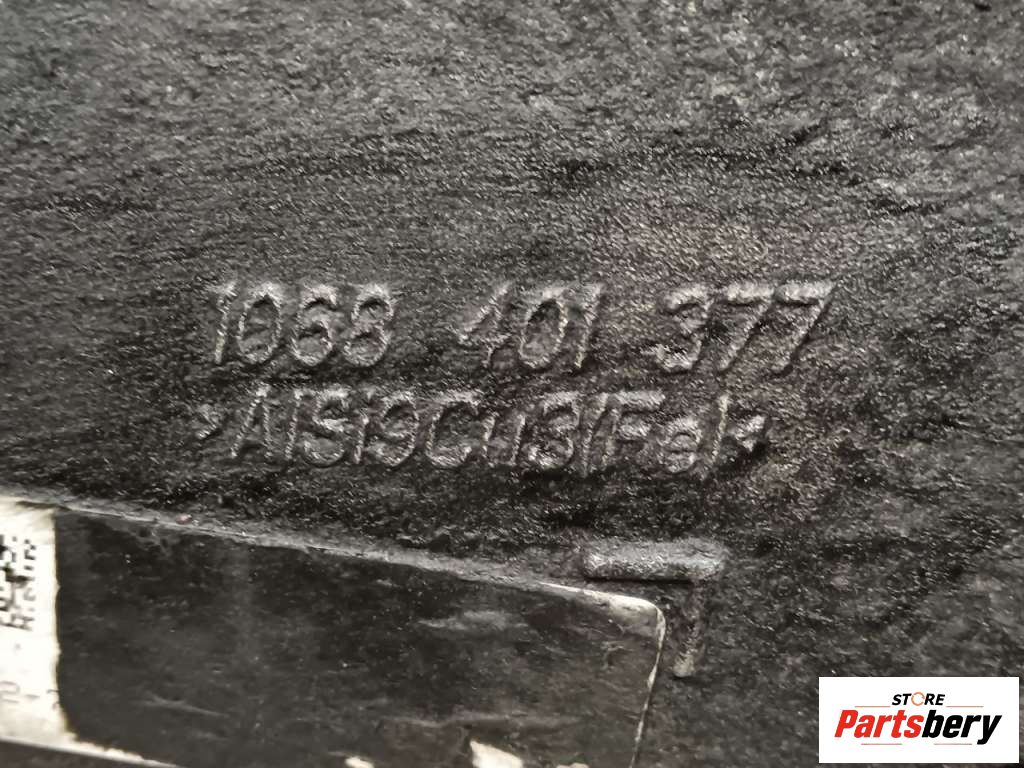 1068 401 377
>AlSi9Cu3(Fe)<
STORE
Partsbery